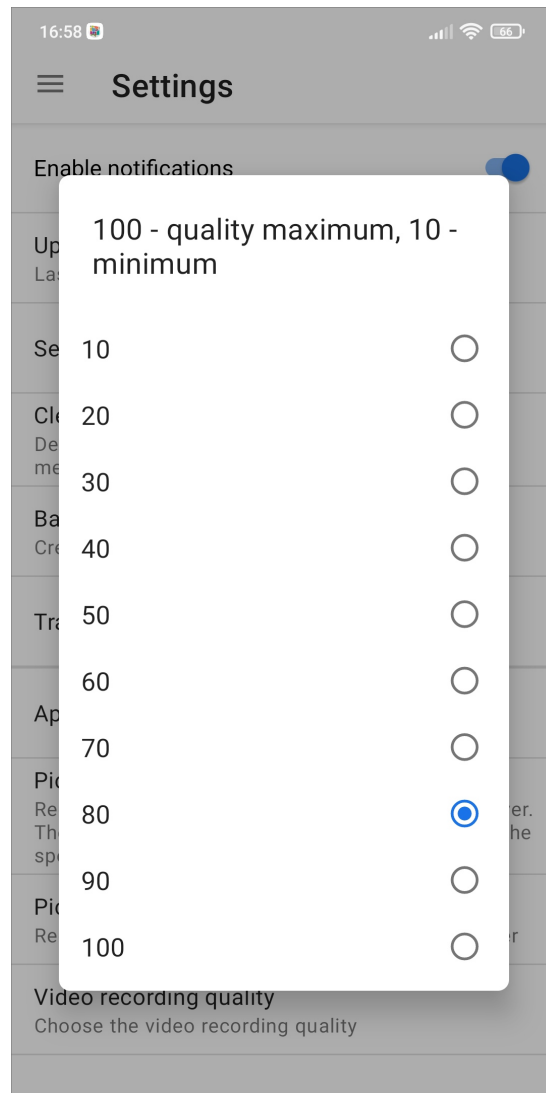 16:58
66
Settings
Enable notifications
100 - quality maximum, 10 -
minimum
10
20
30
40
50
60
70
80
90
100
Video recording quality
Choose the video recording quality